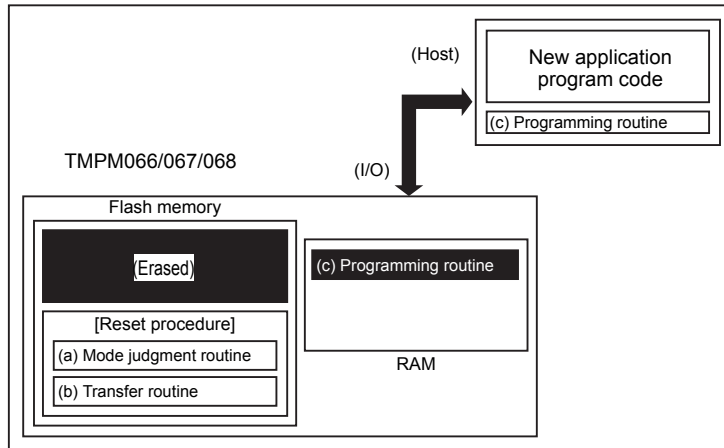 (Host)
New application
program code
(c) Programming routine
TMPM066/067/068
(I/O)
Flash memory
(Erased)
(c) Programming routine
[Reset procedure]
(a) Mode judgment routine
RAM
(b) Transfer routine